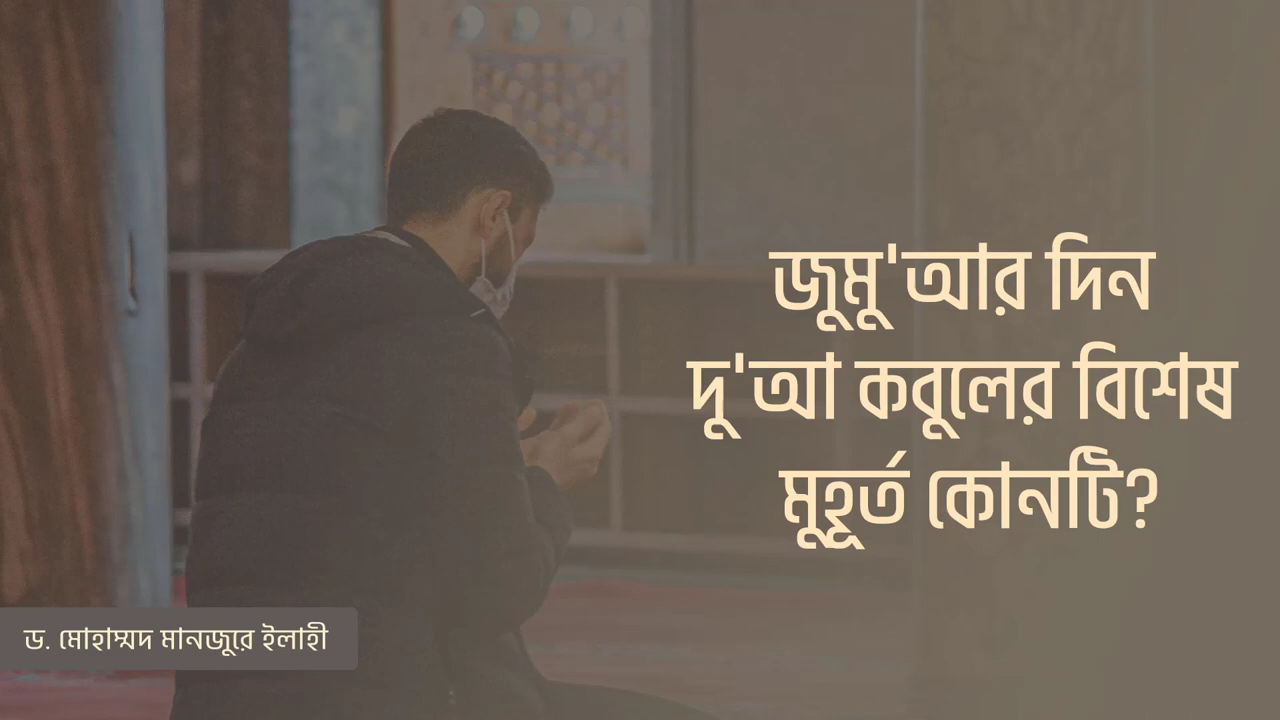 জুমু'আর দিন
দু'আ কবুলের বিশেষ
মুহূর্ত কোনটি?
ড. মোহাম্মদ মানজুরে ইলাহী